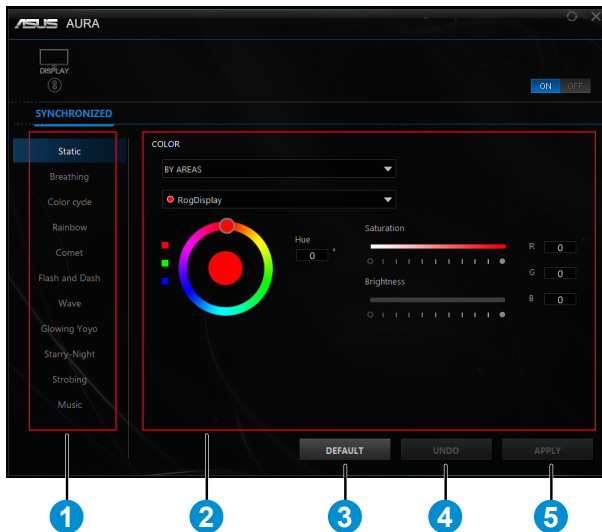 ASUS AURA
DISPLAY
ON OFF
SYNCHRONIZED
Static
Breathing
Color cycle
Rainbow
Comet
Flash and Dash
Wave
Glowing Yoyo
Starry-Night
Strobing
Music
COLOR
BY AREAS
RogDisplay
Hue
0 °
Saturation
Brightness
R 0
G 0
B 0
DEFAULT UNDO APPLY
1 2 3 4 5